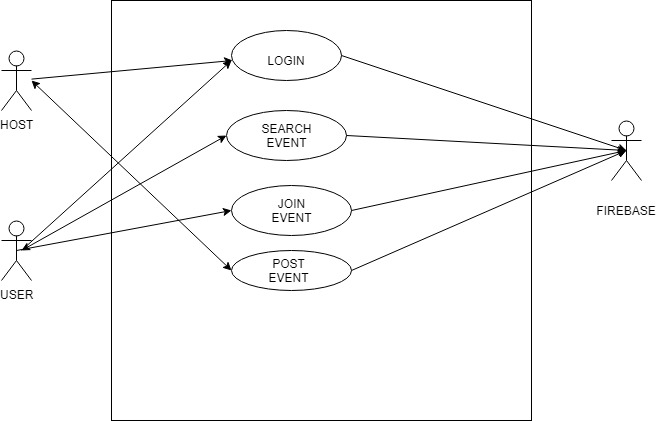 LOGIN
HOST
SEARCH
EVENT
JOIN
EVENT
FIREBASE
POST
EVENT
USER